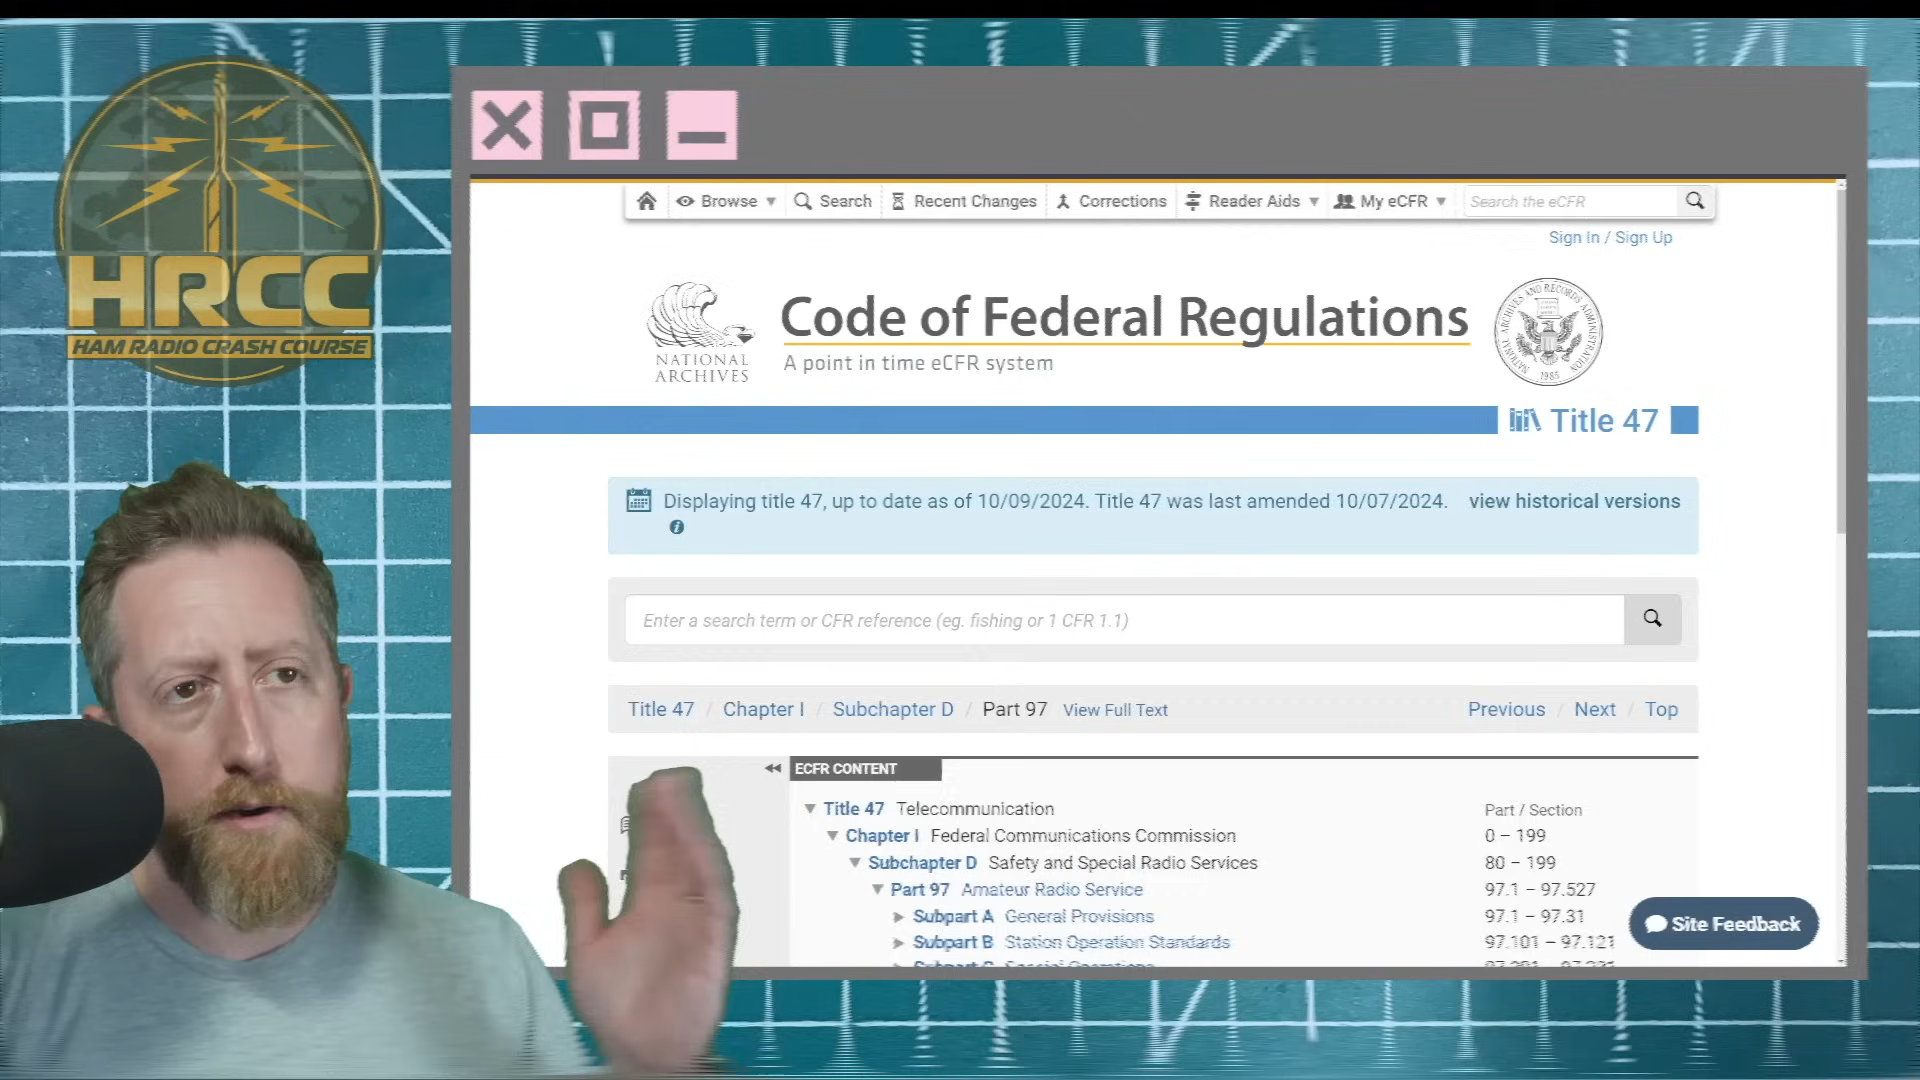 HRCC
HAM RADIO CRASH COURSE
Browse Search Recent Changes Corrections Reader Aids My eCFR Search the eCFR
Sign In / Sign Up
NATIONAL ARCHIVES
Code of Federal Regulations
A point in time eCFR system
NATIONAL ARCHIVES AND RECORDS ADMINISTRATION
1985
Title 47
Displaying title 47, up to date as of 10/09/2024. Title 47 was last amended 10/07/2024. view historical versions
Enter a search term or CFR reference (eg. fishing or 1 CFR 1.1)
Title 47 / Chapter I / Subchapter D / Part 97 View Full Text Previous / Next / Top
ECFR CONTENT
Title 47 Telecommunication Part / Section
Chapter I Federal Communications Commission 0 – 199
Subchapter D Safety and Special Radio Services 80 – 199
Part 97 Amateur Radio Service 97.1 – 97.527
Subpart A General Provisions 97.1 – 97.31
Subpart B Station Operation Standards 97.101 – 97.121
Site Feedback